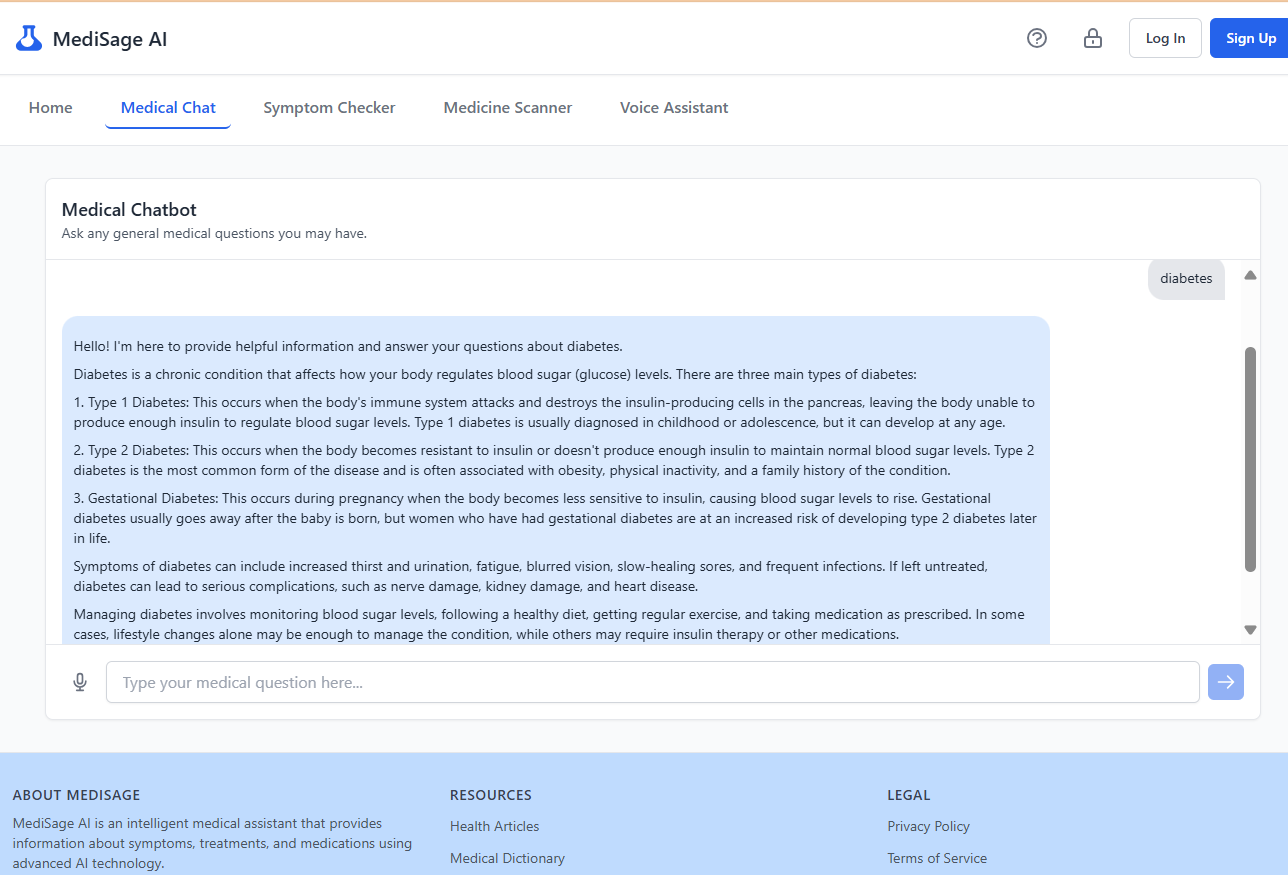 MediSage AI
Log In
Sign Up
Home
Medical Chat
Symptom Checker
Medicine Scanner
Voice Assistant
Medical Chatbot
Ask any general medical questions you may have.
diabetes
Hello! I'm here to provide helpful information and answer your questions about diabetes.
Diabetes is a chronic condition that affects how your body regulates blood sugar (glucose) levels. There are three main types of diabetes:
1. Type 1 Diabetes: This occurs when the body's immune system attacks and destroys the insulin-producing cells in the pancreas, leaving the body unable to
produce enough insulin to regulate blood sugar levels. Type 1 diabetes is usually diagnosed in childhood or adolescence, but it can develop at any age.
2. Type 2 Diabetes: This occurs when the body becomes resistant to insulin or doesn't produce enough insulin to maintain normal blood sugar levels. Type 2
diabetes is the most common form of the disease and is often associated with obesity, physical inactivity, and a family history of the condition.
3. Gestational Diabetes: This occurs during pregnancy when the body becomes less sensitive to insulin, causing blood sugar levels to rise. Gestational
diabetes usually goes away after the baby is born, but women who have had gestational diabetes are at an increased risk of developing type 2 diabetes later
in life.
Symptoms of diabetes can include increased thirst and urination, fatigue, blurred vision, slow-healing sores, and frequent infections. If left untreated,
diabetes can lead to serious complications, such as nerve damage, kidney damage, and heart disease.
Managing diabetes involves monitoring blood sugar levels, following a healthy diet, getting regular exercise, and taking medication as prescribed. In some
cases, lifestyle changes alone may be enough to manage the condition, while others may require insulin therapy or other medications.
Type your medical question here...
ABOUT MEDISAGE
MediSage AI is an intelligent medical assistant that provides
information about symptoms, treatments, and medications using
advanced AI technology.
RESOURCES
Health Articles
Medical Dictionary
LEGAL
Privacy Policy
Terms of Service